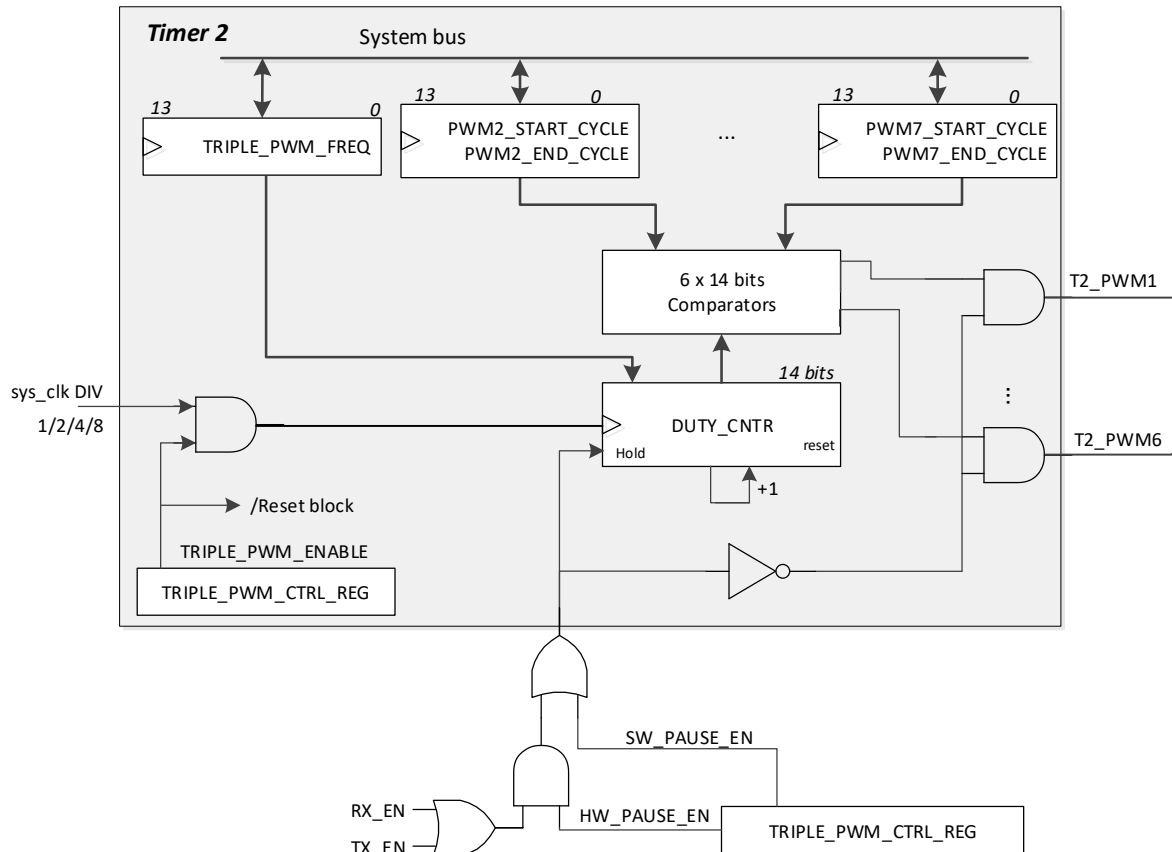 Timer 2
System bus
13
0
TRIPLE_PWM_FREQ
13
0
PWM2_START_CYCLE
PWM2_END_CYCLE
...
13
0
PWM7_START_CYCLE
PWM7_END_CYCLE
6 x 14 bits
Comparators
T2_PWM1
...
T2_PWM6
sys_clk DIV
1/2/4/8
14 bits
DUTY_CNTR
Hold
reset
+1
/Reset block
TRIPLE_PWM_ENABLE
TRIPLE_PWM_CTRL_REG
SW_PAUSE_EN
RX_EN
HW_PAUSE_EN
TX_EN
TRIPLE_PWM_CTRL_REG